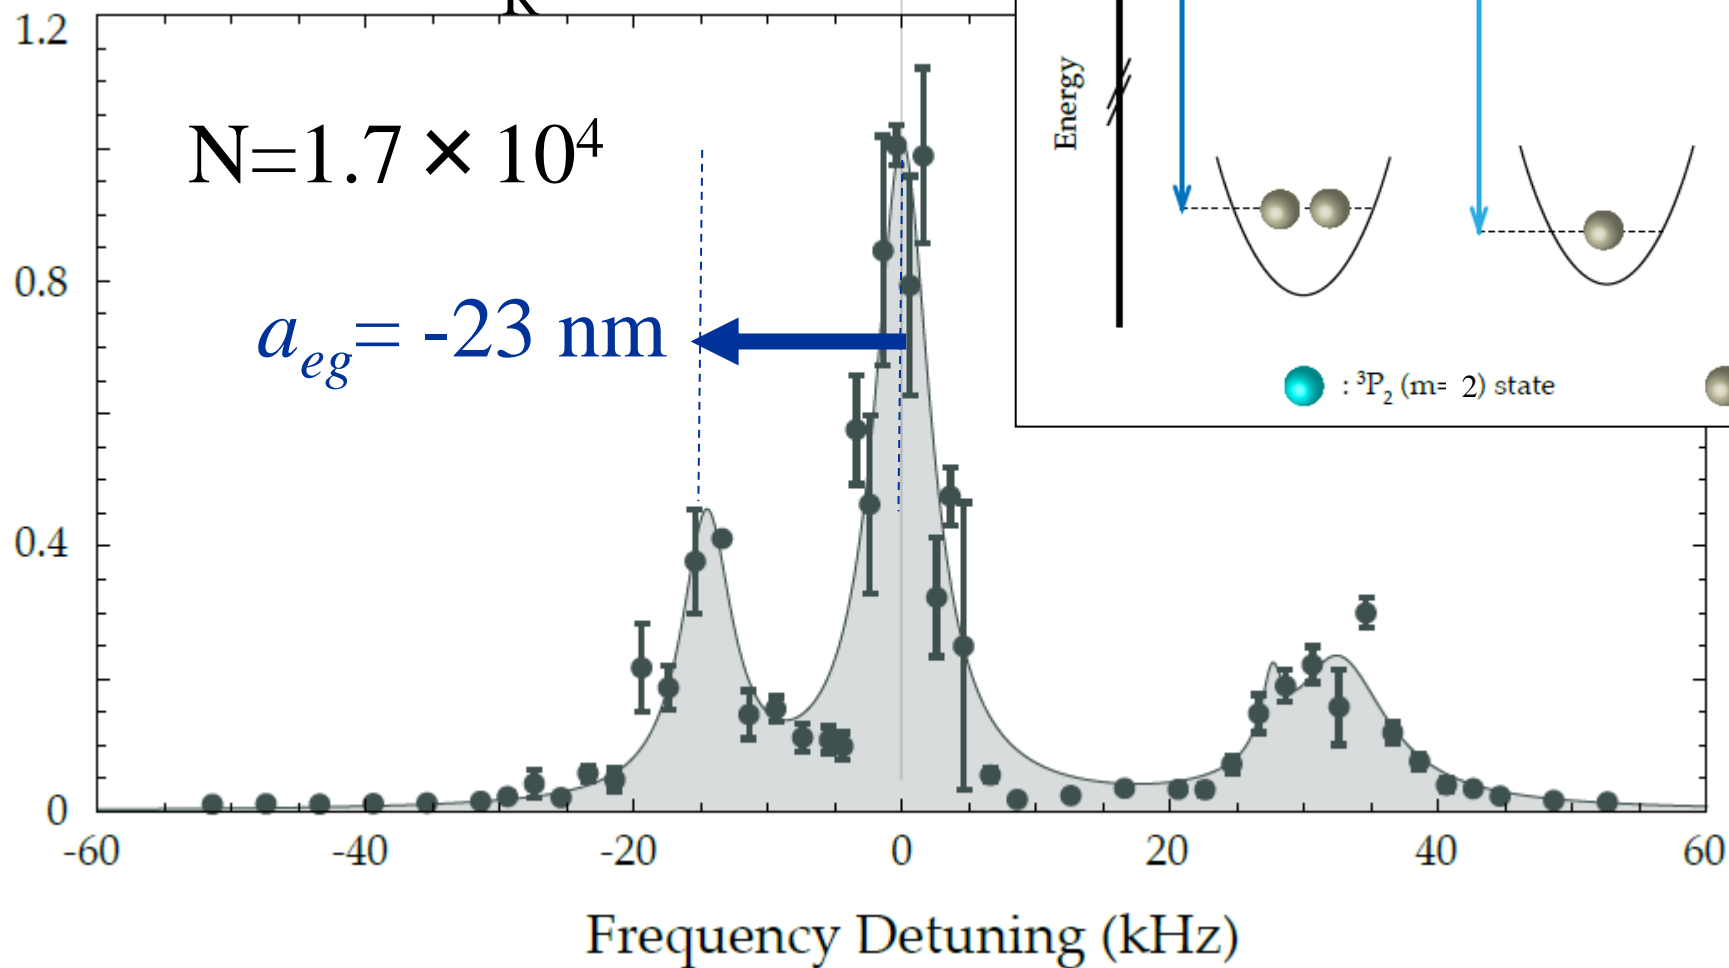 R
1.2
N=1.7 × 10⁴
Energy
0.8
a_eg= -23 nm
: ³P₂ (m= 2) state
0.4
0
-60 -40 -20 0 20 40 60
Frequency Detuning (kHz)